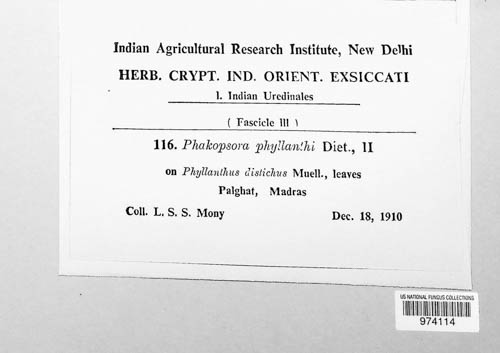 Indian Agricultural Research Institute, New Delhi
HERB. CRYPT. IND. ORIENT. EXSICCATI
1. Indian Uredinales
( Fascicle III )
116. Phakopsora phyllanthi Diet., II
on Phyllanthus distichus Muell., leaves
Palghat, Madras
Coll. L. S. S. Mony Dec. 18, 1910
US NATIONAL FUNGUS COLLECTIONS
974114